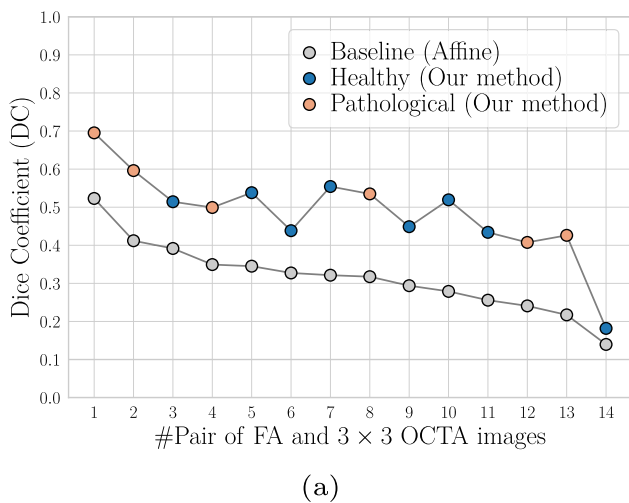 1.0
0.9
0.8
0.7
0.6
0.5
0.4
0.3
0.2
0.1
0.0
Dice Coefficient (DC)
Baseline (Affine)
Healthy (Our method)
Pathological (Our method)
1 2 3 4 5 6 7 8 9 10 11 12 13 14
#Pair of FA and 3 × 3 OCTA images
(a)